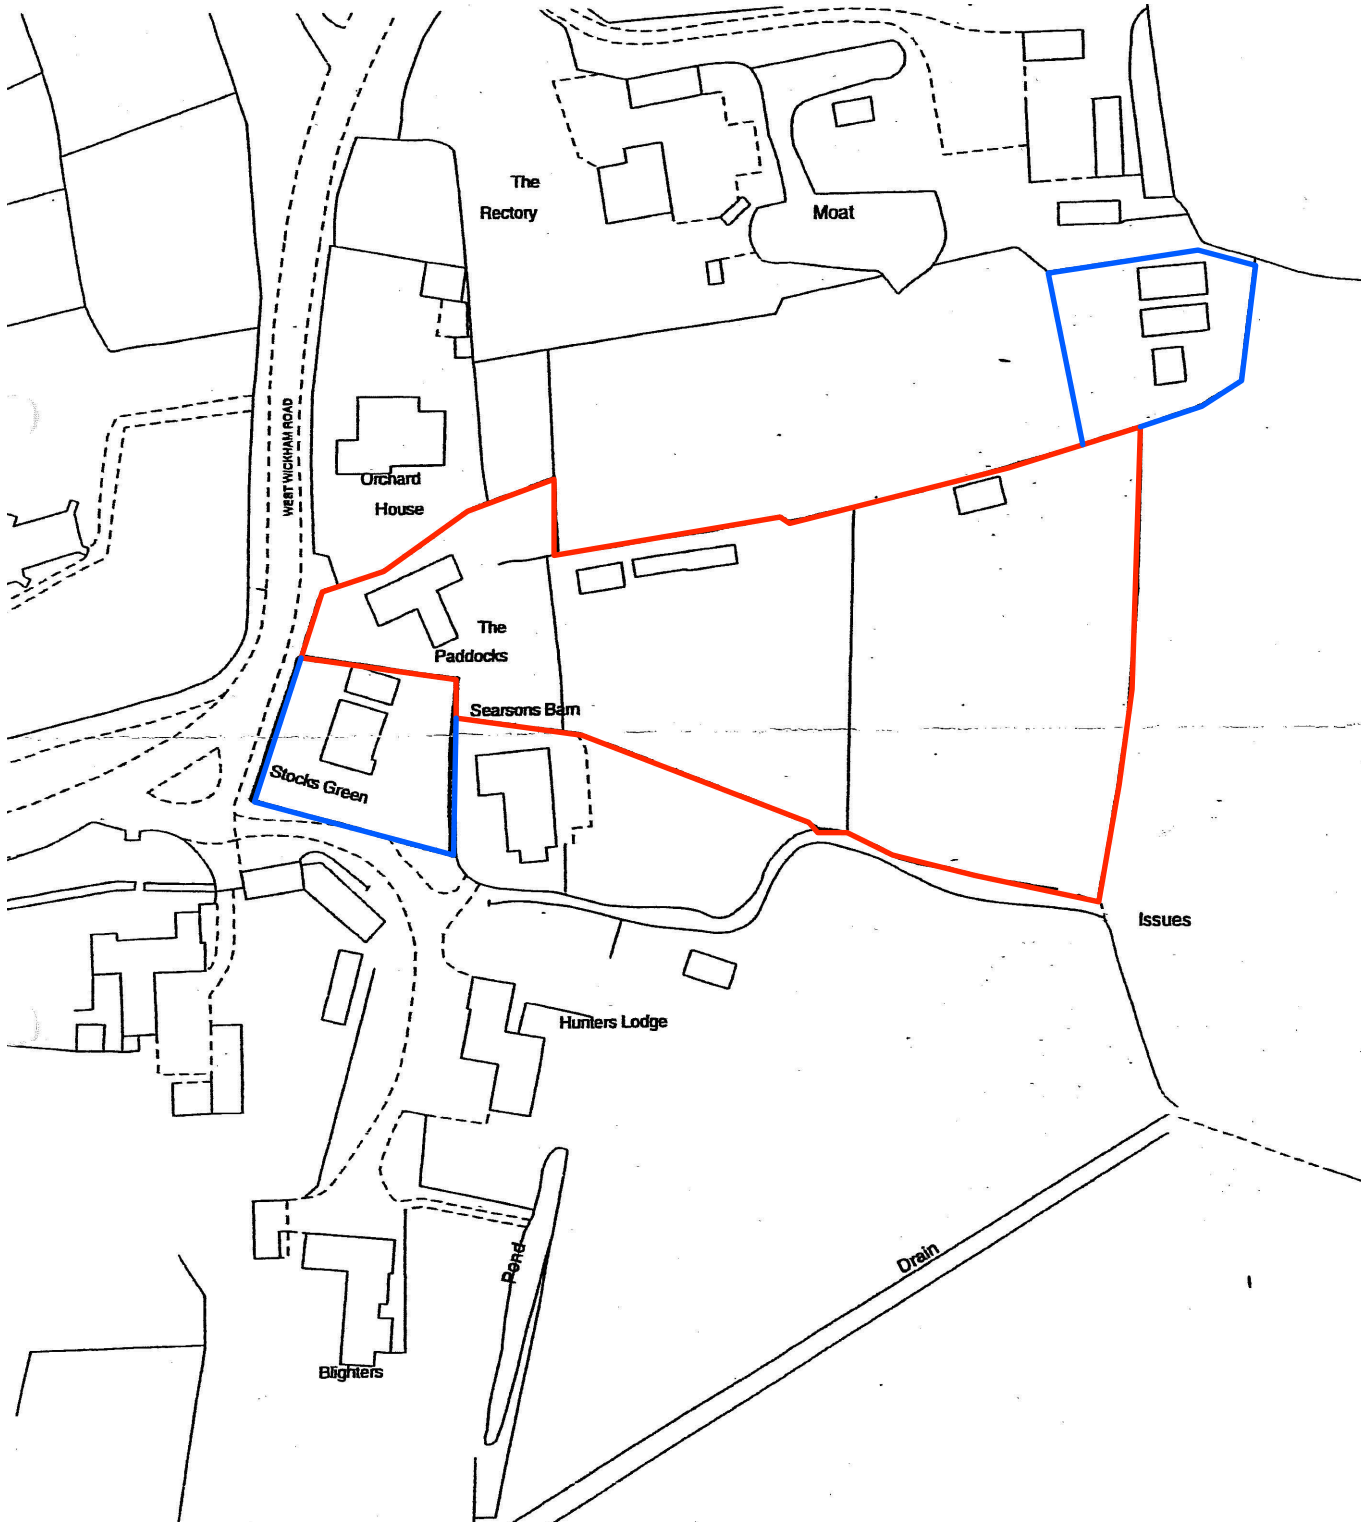 The
Rectory
Moat
WEST WICKHAM ROAD
Orchard
House
The
Paddocks
Searsons Barn
Stocks Green
Issues
Hunters Lodge
Pond
Drain
Blighters